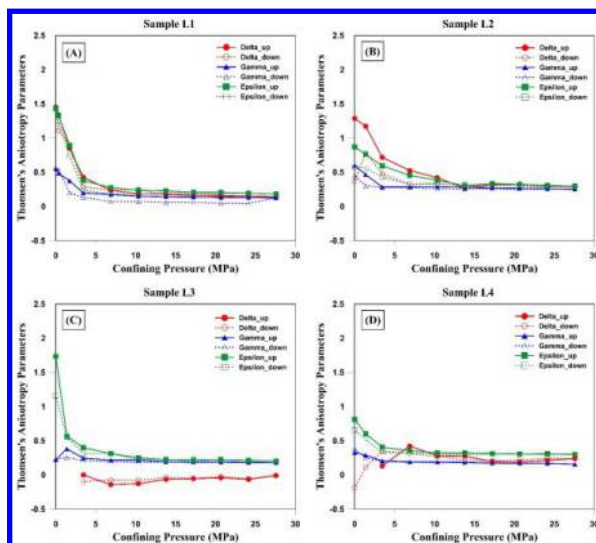 Sample L1
Thomsen's Anisotropy Parameters
2.5
2
1.5
1
0.5
0
-0.5
(A)
Delta_up
Delta_down
Gamma_up
Gamma_down
Epsilon_up
Epsilon_down
0 5 10 15 20 25 30
Confining Pressure (MPa)
Sample L2
Thomsen's Anisotropy Parameters
2.5
2
1.5
1
0.5
0
-0.5
(B)
Delta_up
Delta_down
Gamma_up
Gamma_down
Epsilon_up
Epsilon_down
0 5 10 15 20 25 30
Confining Pressure (MPa)
Sample L3
Thomsen's Anisotropy Parameters
2.5
2
1.5
1
0.5
0
-0.5
(C)
Delta_up
Delta_down
Gamma_up
Gamma_down
Epsilon_up
Epsilon_down
0 5 10 15 20 25 30
Confining Pressure (MPa)
Sample L4
Thomsen's Anisotropy Parameters
2.5
2
1.5
1
0.5
0
-0.5
(D)
Delta_up
Delta_down
Gamma_up
Gamma_down
Epsilon_up
Epsilon_down
0 5 10 15 20 25 30
Confining Pressure (MPa)